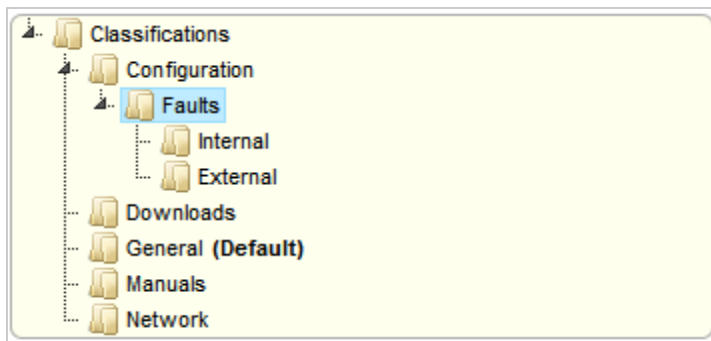 Classifications
Configuration
Faults
Internal
External
Downloads
General (Default)
Manuals
Network